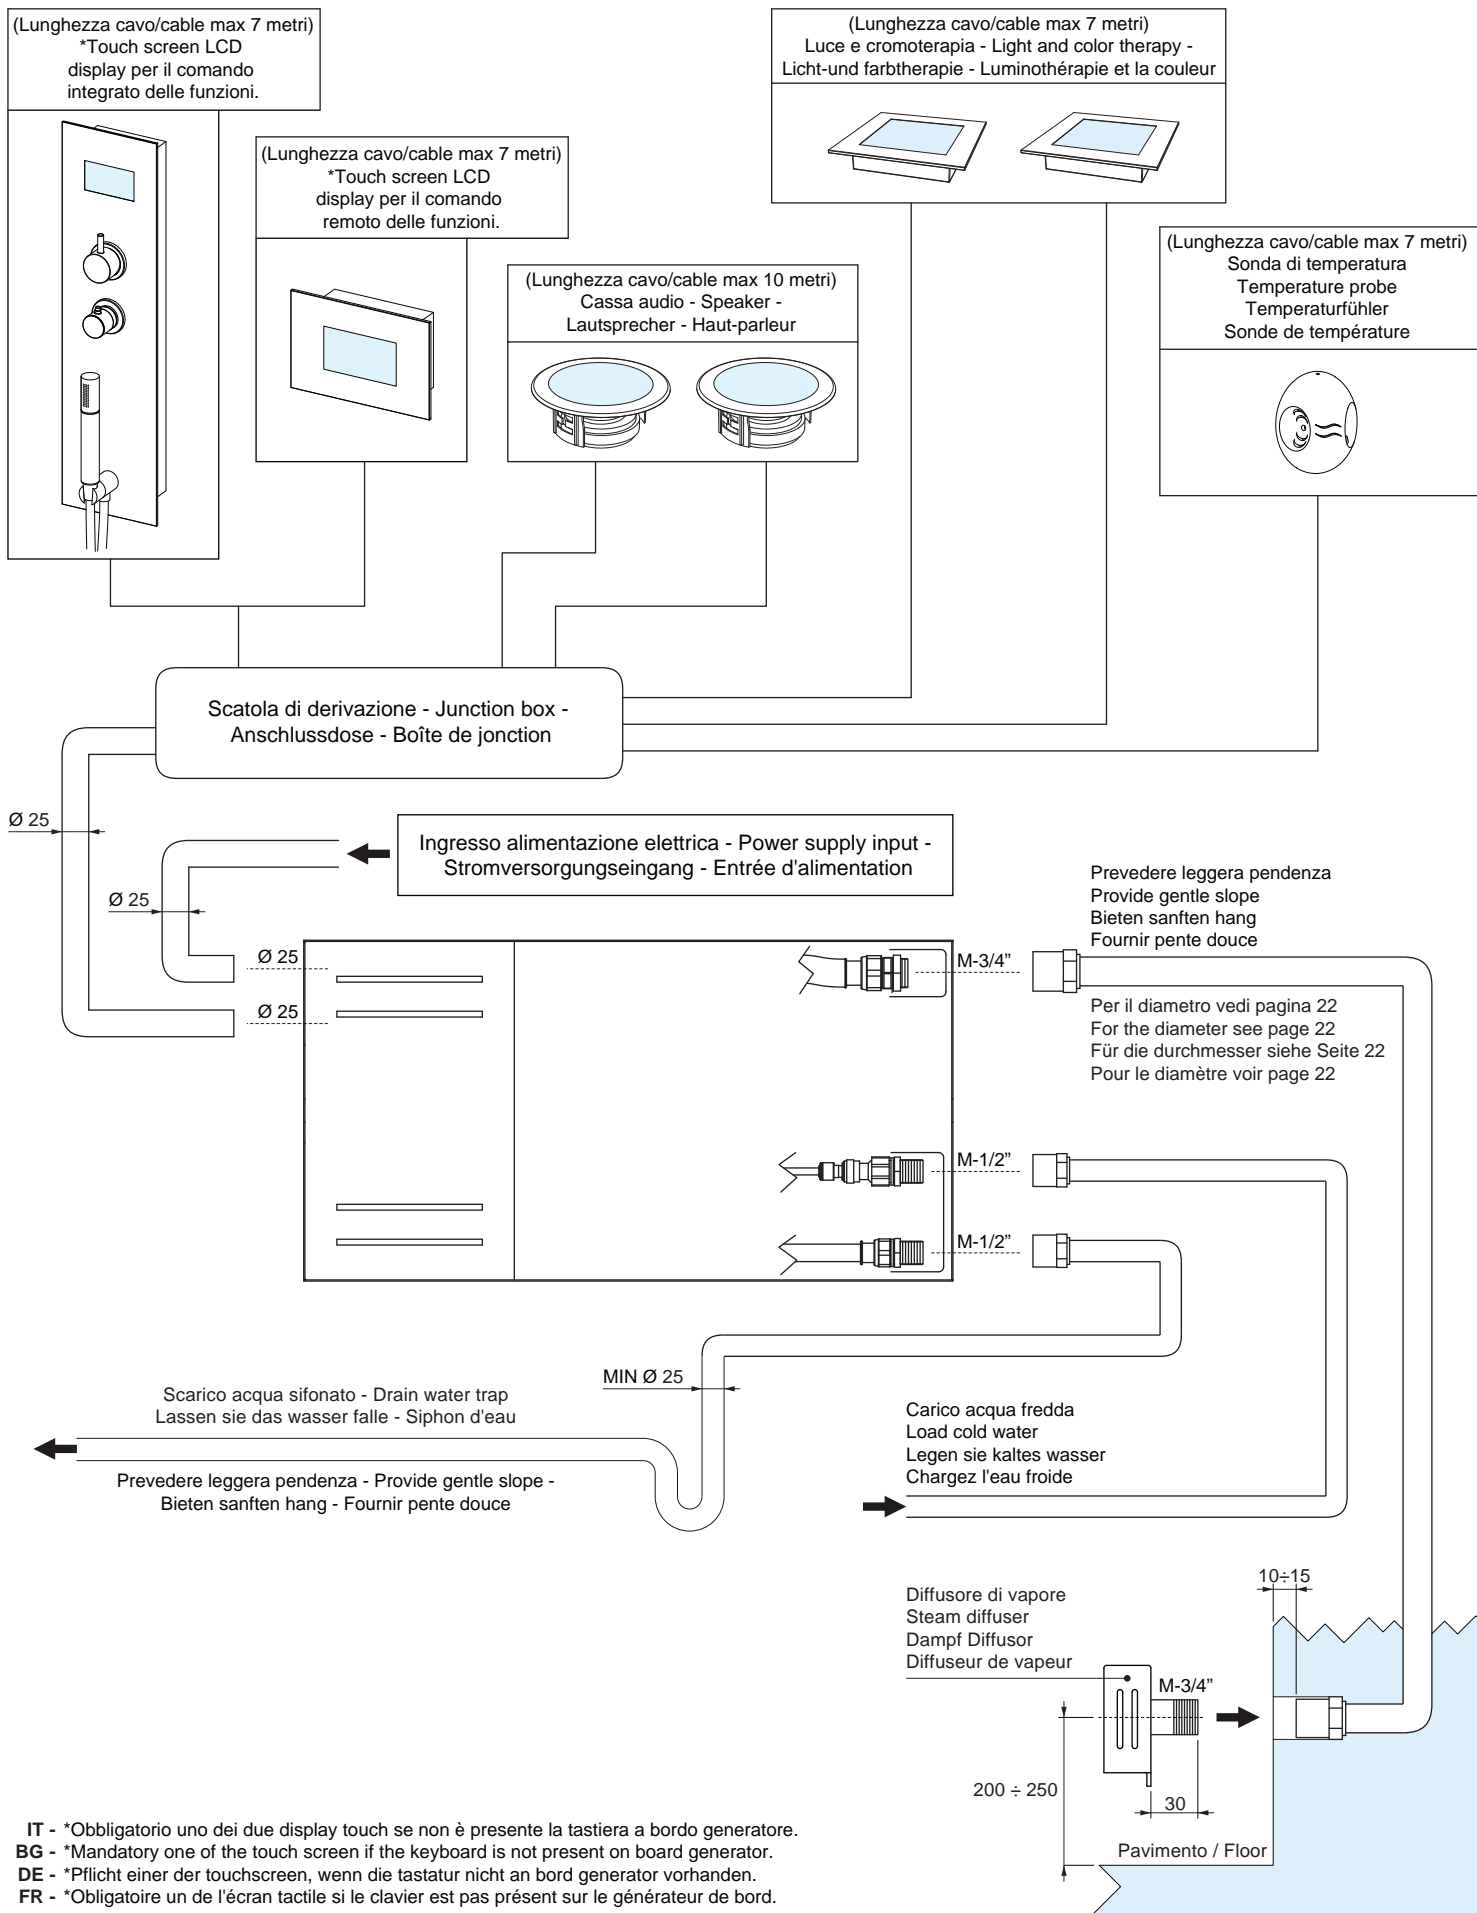 (Lunghezza cavo/cable max 7 metri)
*Touch screen LCD
display per il comando
integrato delle funzioni.
(Lunghezza cavo/cable max 7 metri)
*Touch screen LCD
display per il comando
remoto delle funzioni.
(Lunghezza cavo/cable max 10 metri)
Cassa audio - Speaker -
Lautsprecher - Haut-parleur
(Lunghezza cavo/cable max 7 metri)
Luce e cromoterapia - Light and color therapy -
Licht-und farbtherapie - Luminothérapie et la couleur
(Lunghezza cavo/cable max 7 metri)
Sonda di temperatura
Temperature probe
Temperaturfühler
Sonde de température
Scatola di derivazione - Junction box -
Anschlussdose - Boîte de jonction
Ø 25
Ingresso alimentazione elettrica - Power supply input -
Stromversorgungseingang - Entrée d'alimentation
Ø 25
Ø 25
Ø 25
M-3/4”
Prevedere leggera pendenza
Provide gentle slope
Bieten sanften hang
Fournir pente douce
Per il diametro vedi pagina 22
For the diameter see page 22
Für die durchmesser siehe Seite 22
Pour le diamètre voir page 22
M-1/2”
M-1/2”
MIN Ø 25
Scarico acqua sifonato - Drain water trap
Lassen sie das wasser falle - Siphon d'eau
Prevedere leggera pendenza - Provide gentle slope -
Bieten sanften hang - Fournir pente douce
Carico acqua fredda
Load cold water
Legen sie kaltes wasser
Chargez l'eau froide
Diffusore di vapore
Steam diffuser
Dampf Diffusor
Diffuseur de vapeur
10÷15
M-3/4”
200 ÷ 250
30
Pavimento / Floor
IT - *Obbligatorio uno dei due display touch se non è presente la tastiera a bordo generatore.
BG - *Mandatory one of the touch screen if the keyboard is not present on board generator.
DE - *Pflicht einer der touchscreen, wenn die tastatur nicht an bord generator vorhanden.
FR - *Obligatoire un de l'écran tactile si le clavier est pas présent sur le générateur de bord.